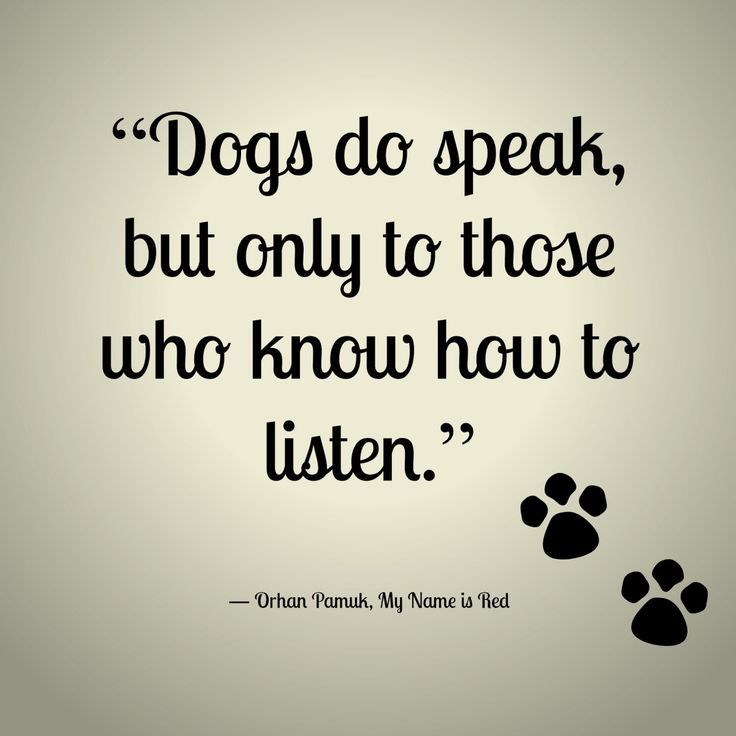 “Dogs do speak,
but only to those
who know how to
listen.”
— Orhan Pamuk, My Name is Red